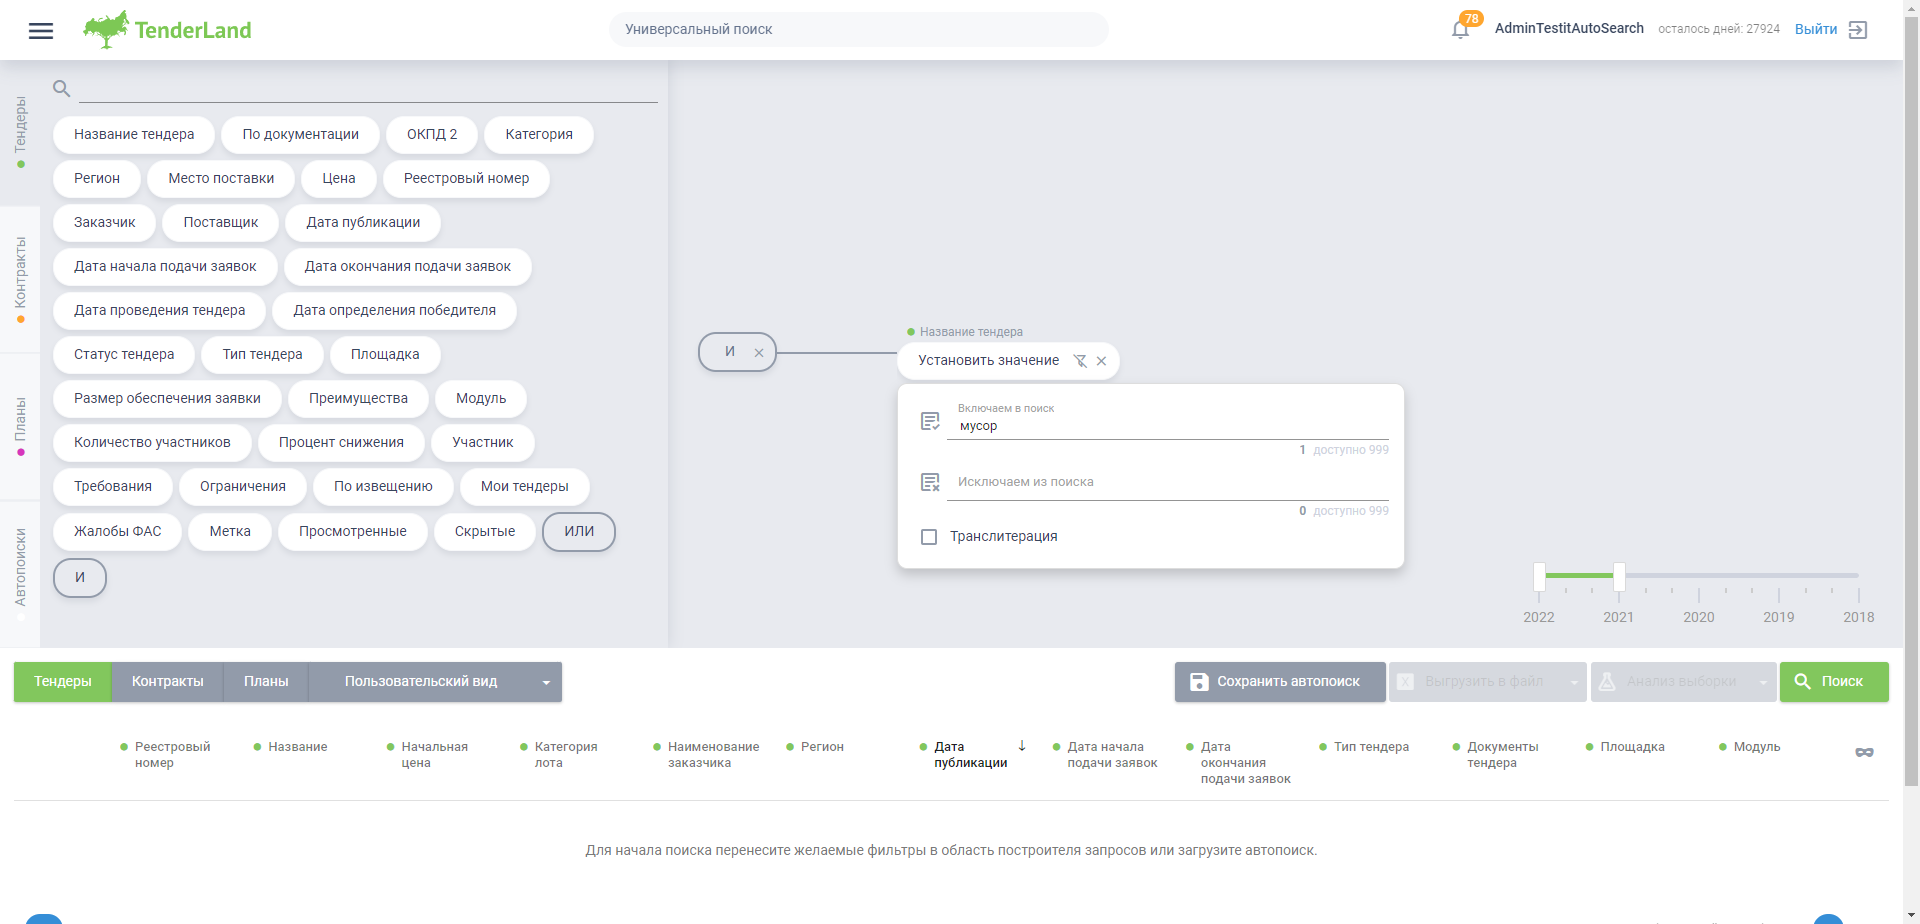 TenderLand
Универсальный поиск
78
AdminTestitAutoSearch
осталось дней: 27924
Выйти
Тендеры
Контракты
Планы
Автопоиски
Название тендера
По документации
ОКПД 2
Категория
Регион
Место поставки
Цена
Реестровый номер
Заказчик
Поставщик
Дата публикации
Дата начала подачи заявок
Дата окончания подачи заявок
Дата проведения тендера
Дата определения победителя
Статус тендера
Тип тендера
Площадка
Размер обеспечения заявки
Преимущества
Модуль
Количество участников
Процент снижения
Участник
Требования
Ограничения
По извещению
Мои тендеры
Жалобы ФАС
Метка
Просмотренные
Скрытые
ИЛИ
И
И
Название тендера
Установить значение
Включаем в поиск
мусор
1 доступно 999
Исключаем из поиска
0 доступно 999
Транслитерация
2022
2021
2020
2019
2018
Тендеры
Контракты
Планы
Пользовательский вид
Сохранить автопоиск
Выгрузить в файл
Анализ выборки
Поиск
Реестровый
номер
Название
Начальная
цена
Категория
лота
Наименование
заказчика
Регион
Дата
публикации
Дата начала
подачи заявок
Дата
окончания
подачи заявок
Тип тендера
Документы
тендера
Площадка
Модуль
Для начала поиска перенесите желаемые фильтры в область построителя запросов или загрузите автопоиск.